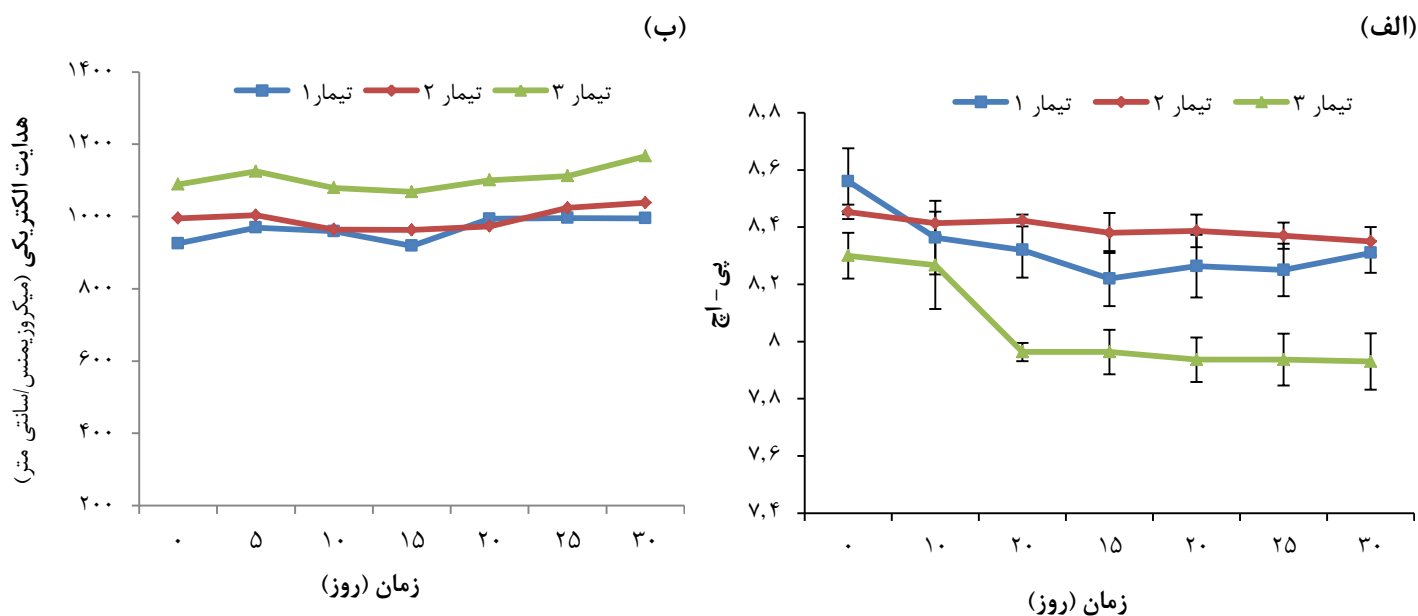 (الف)
تیمار ۱ تیمار ۲ تیمار ۳
۸,۸
۸,۶
۸,۴
۸,۲
۸
۷,۸
۷,۶
۷,۴
پی-اچ
۰ ۱۰ ۲۰ ۱۵ ۲۰ ۲۵ ۳۰
زمان (روز)
(ب)
تیمار۱ تیمار ۲ تیمار ۳
۱۴۰۰
۱۲۰۰
۱۰۰۰
۸۰۰
۶۰۰
۴۰۰
۲۰۰
هدایت الکتریکی (میکروزیمنس/سانتی متر)
۰ ۵ ۱۰ ۱۵ ۲۰ ۲۵ ۳۰
زمان (روز)